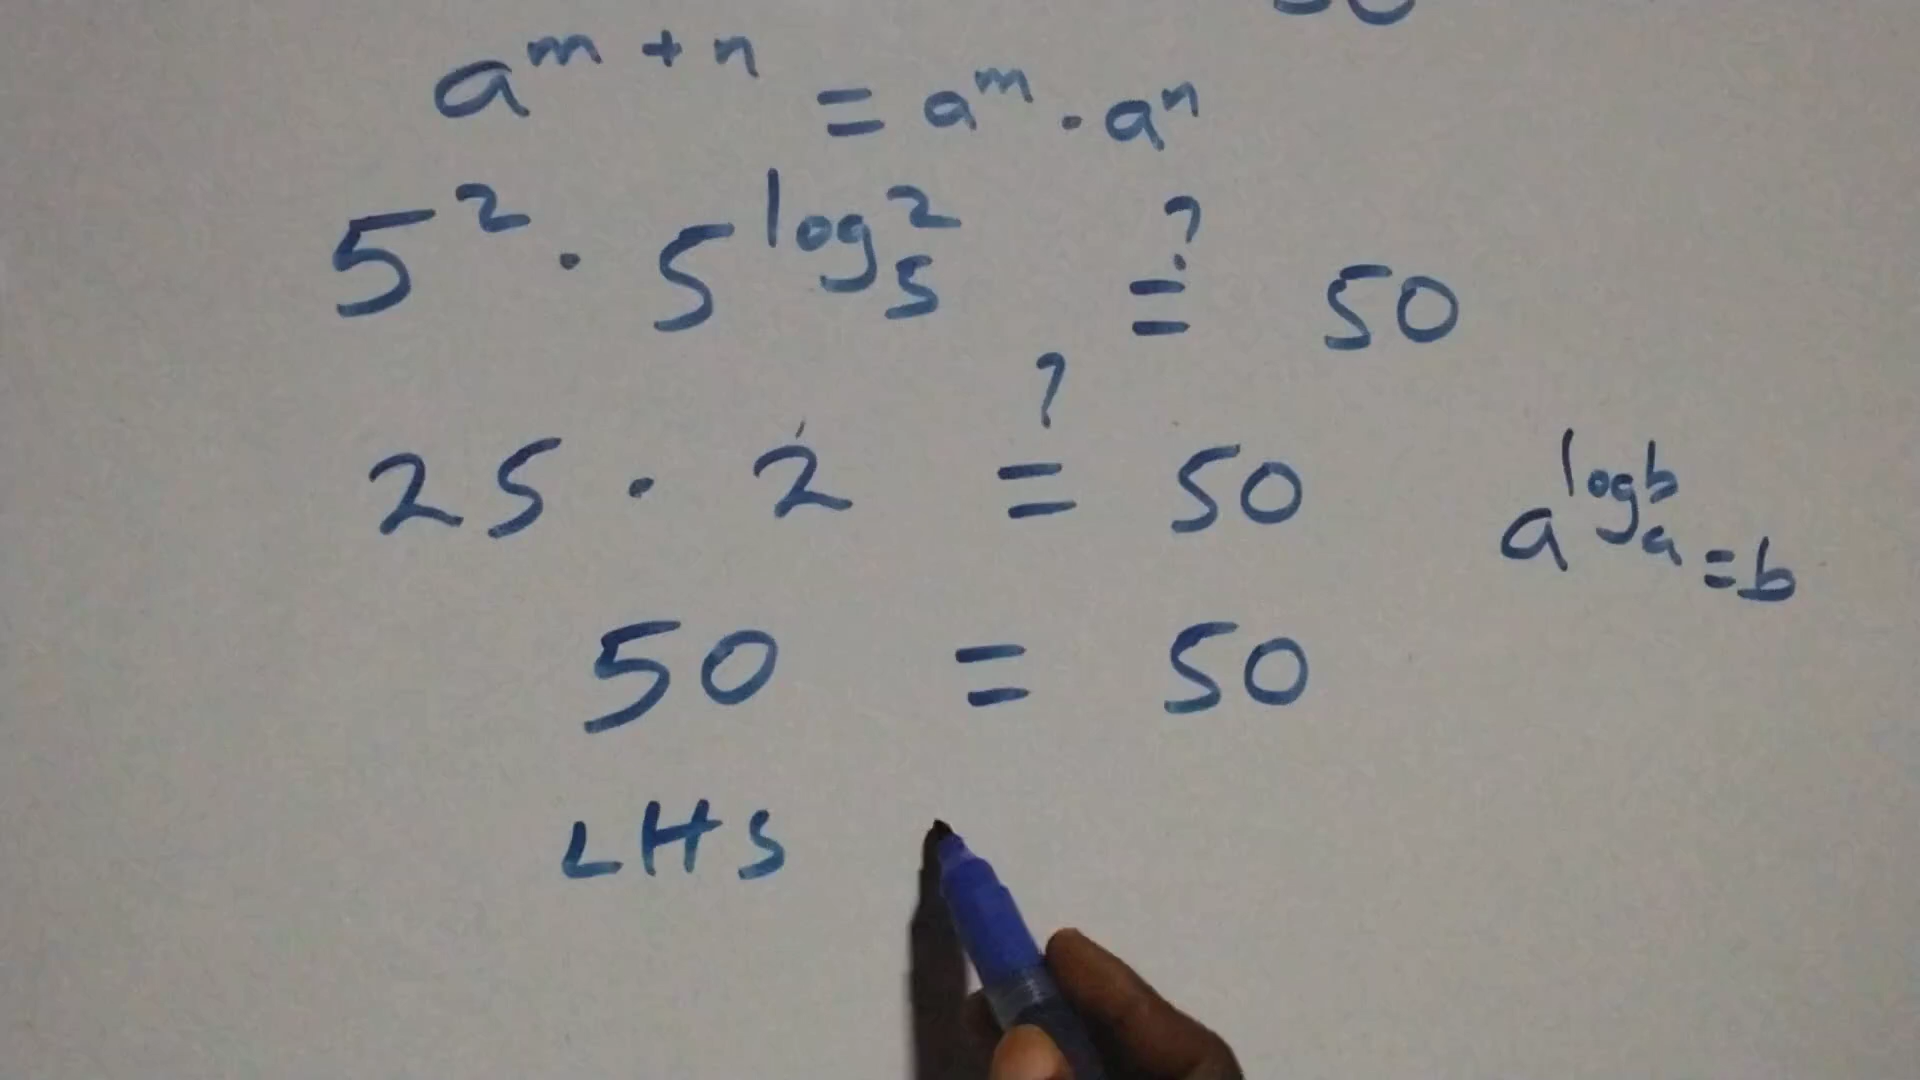 a^{m+n} = a^m · a^n
5^2 · 5^{log_5^2} ?= 50
25 · 2 ?= 50
a^{log_a^b} = b
50 = 50
LHS